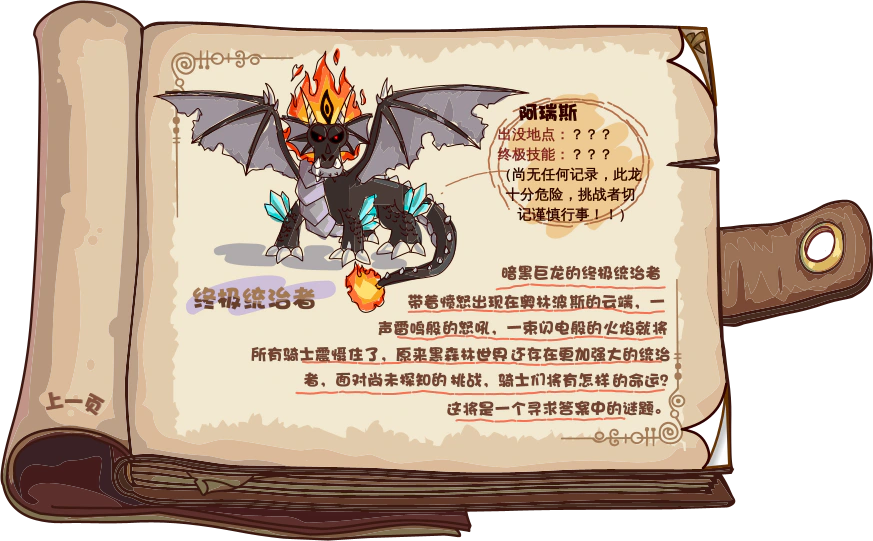 阿瑞斯
出没地点：？？？
终极技能：？？？
（尚无任何记录，此龙
十分危险，挑战者切
记谨慎行事！！）
终极统治者
暗黑巨龙的终极统治者
带着愤怒出现在奥林波斯的云端，一
声雷鸣般的怒吼，一束闪电般的火焰就将
所有骑士震慑住了，原来黑森林世界还存在更加强大的统治
者，面对尚未探知的挑战，骑士们将有怎样的命运?
这将是一个寻求答案中的谜题。
上一页